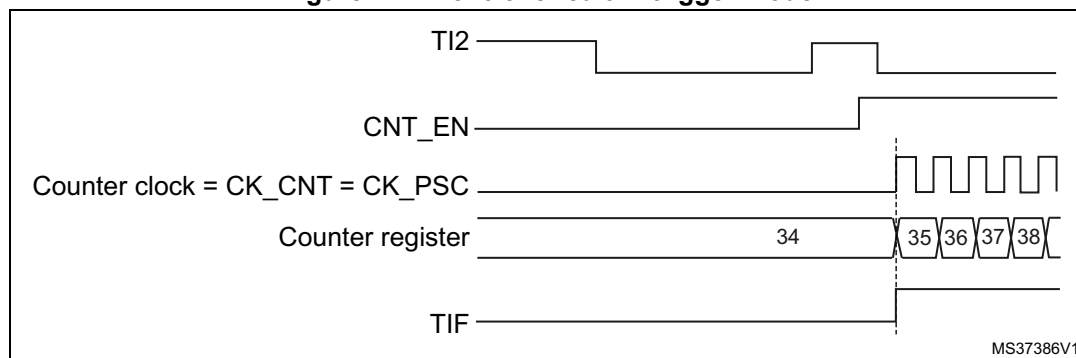 TI2
CNT_EN
Counter clock = CK_CNT = CK_PSC
Counter register 34 35 36 37 38
TIF
MS37386V1